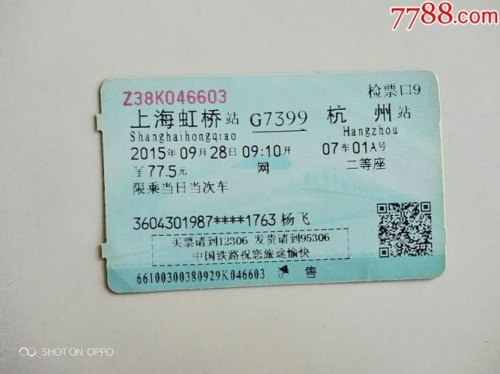 7788.com
Z38K046603
检票口9
上海虹桥站 G7399 杭州站
Shanghaihongqiao Hangzhou
2015年09月28日09:10开 07车01A号
￥77.5元 网 二等座
限乘当日当次车
3604301987****1763 杨飞
买票请到12306 发货请到95306
中国铁路祝您旅途愉快
66100300380929K046603 售
SHOT ON OPPO